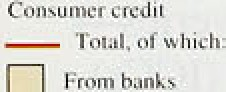 Consumer credit
Total, of which:
From banks